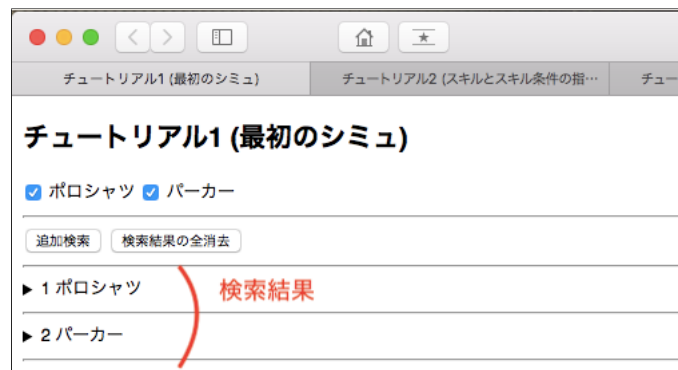 チュートリアル1 (最初のシミュ) チュートリアル2 (スキルとスキル条件の指… チュー
チュートリアル1 (最初のシミュ)
ポロシャツ パーカー
追加検索 検索結果の全消去
▶ 1 ポロシャツ
検索結果
▶ 2 パーカー